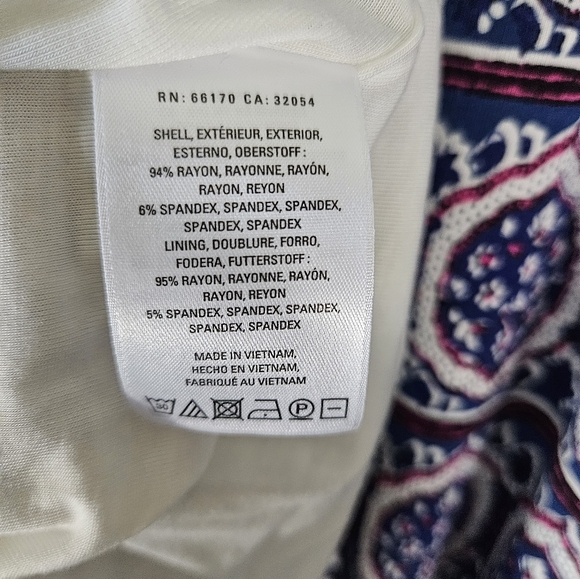 RN: 66170 CA: 32054
SHELL, EXTÉRIEUR, EXTERIOR,
ESTERNO, OBERSTOFF:
94% RAYON, RAYONNE, RAYÓN,
RAYON, REYON
6% SPANDEX, SPANDEX, SPANDEX,
SPANDEX, SPANDEX
LINING, DOUBLURE, FORRO,
FODERA, FUTTERSTOFF:
95% RAYON, RAYONNE, RAYÓN,
RAYON, REYON
5% SPANDEX, SPANDEX, SPANDEX,
SPANDEX, SPANDEX
MADE IN VIETNAM,
HECHO EN VIETNAM,
FABRIQUÉ AU VIETNAM
30 P